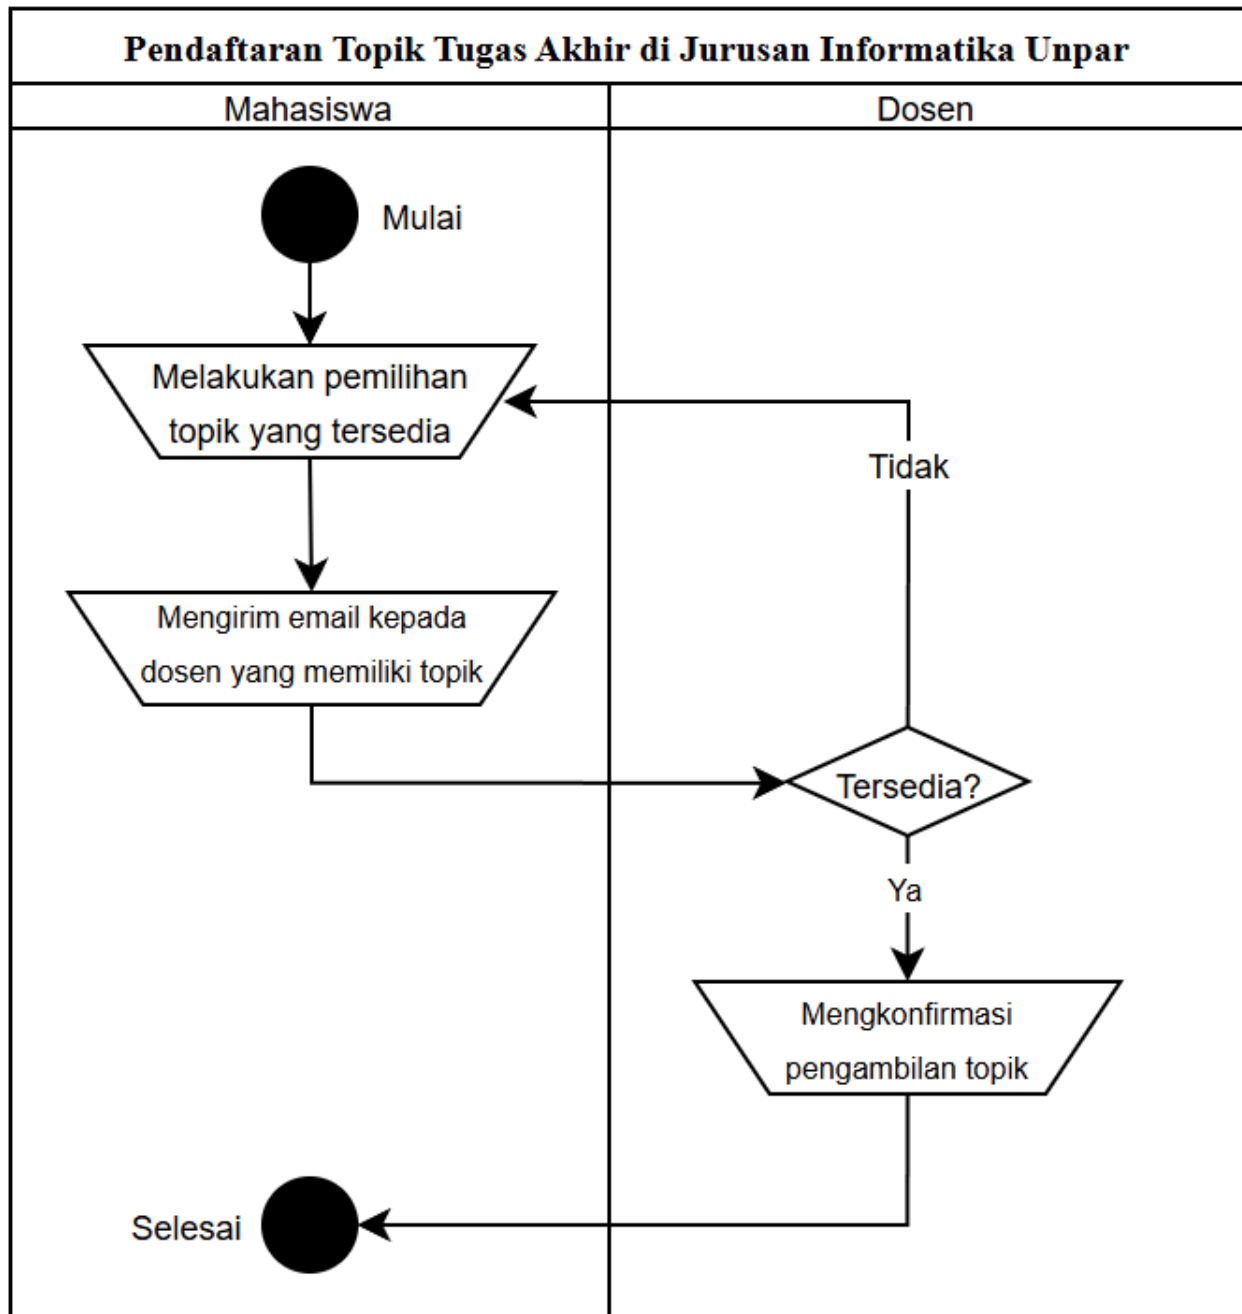 Pendaftaran Topik Tugas Akhir di Jurusan Informatika Unpar
Mahasiswa
Dosen
Mulai
Melakukan pemilihan
topik yang tersedia
Tidak
Mengirim email kepada
dosen yang memiliki topik
Tersedia?
Ya
Mengkonfirmasi
pengambilan topik
Selesai